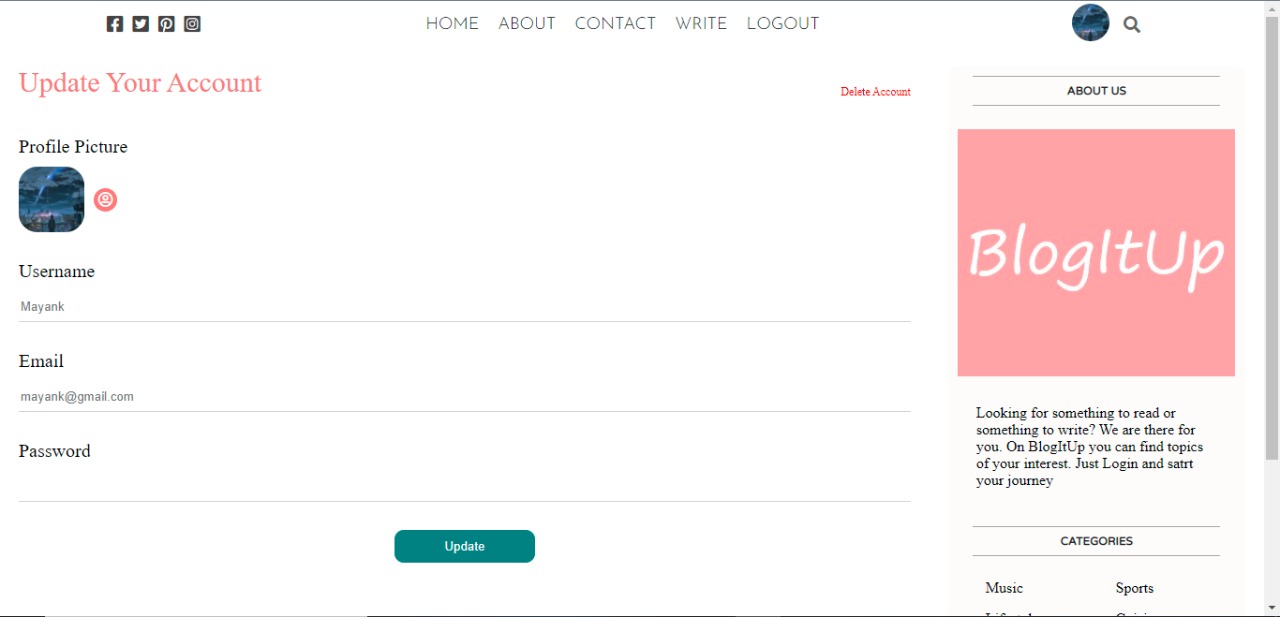 HOME ABOUT CONTACT WRITE LOGOUT
Update Your Account
Delete Account
Profile Picture
Username
Mayank
Email
mayank@gmail.com
Password
Update
ABOUT US
BlogItUp
Looking for something to read or
something to write? We are there for
you. On BlogItUp you can find topics
of your interest. Just Login and satrt
your journey
CATEGORIES
Music Sports